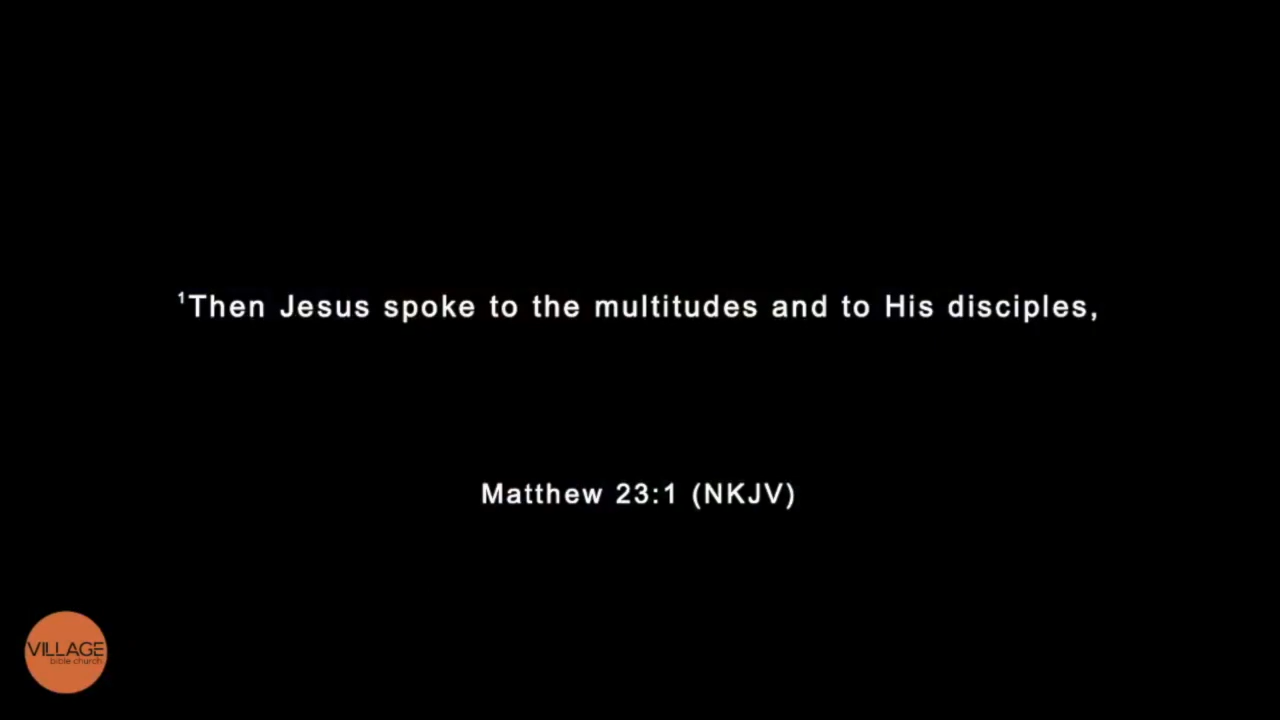 ¹Then Jesus spoke to the multitudes and to His disciples,
Matthew 23:1 (NKJV)
VILLAGE
bible church